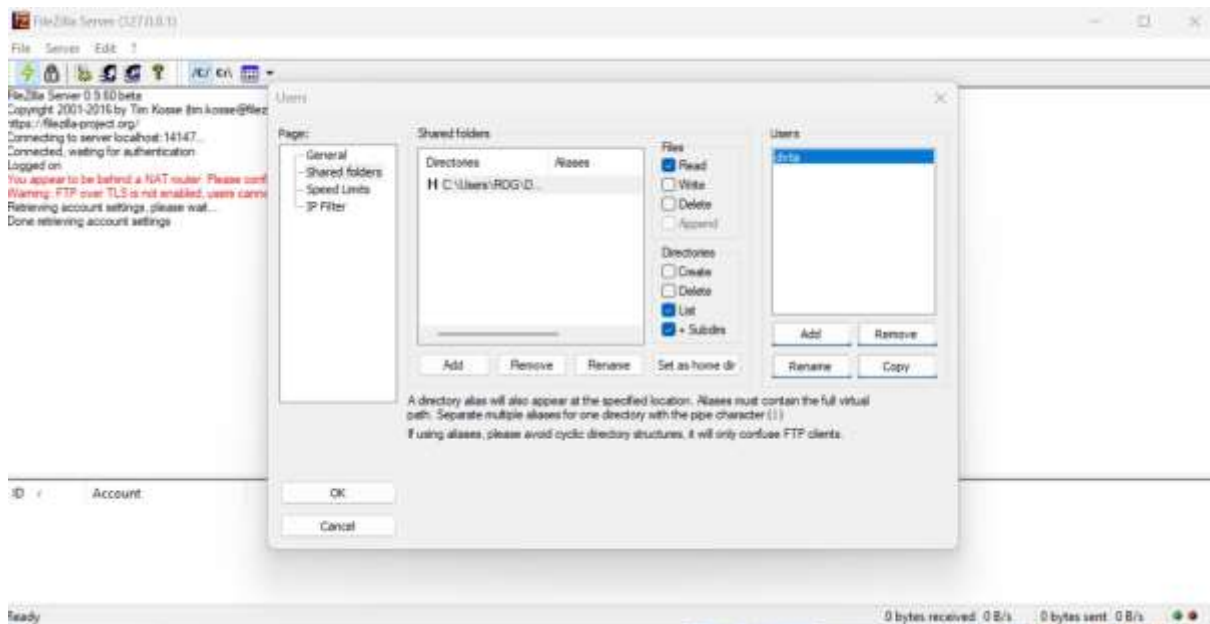 FileZilla Server (127.0.0.1)
File Server Edit ?
/C/ C:\
FileZilla Server 0.9.60 beta
Copyright 2001-2016 by Tim Kosse (tim.kosse@filez
https://filezilla-project.org/
Connecting to server localhost:14147...
Connected, waiting for authentication
Logged on
You appear to be behind a NAT router. Please conf
Warning: FTP over TLS is not enabled, users canno
Retrieving account settings, please wait...
Done retrieving account settings
Users
Page:
General
Shared folders
Speed Limits
IP Filter
Shared folders
Directories Aliases
H C:\Users\ROG\D...
Files
Read
Write
Delete
Append
Directories
Create
Delete
List
+ Subdirs
Users
Add Remove Rename Set as home dir
Add Remove
Rename Copy
A directory alias will also appear at the specified location. Aliases must contain the full virtual
path. Separate multiple aliases for one directory with the pipe character (|)
If using aliases, please avoid cyclic directory structures, it will only confuse FTP clients.
OK
Cancel
ID / Account
Ready
0 bytes received 0 B/s 0 bytes sent 0 B/s